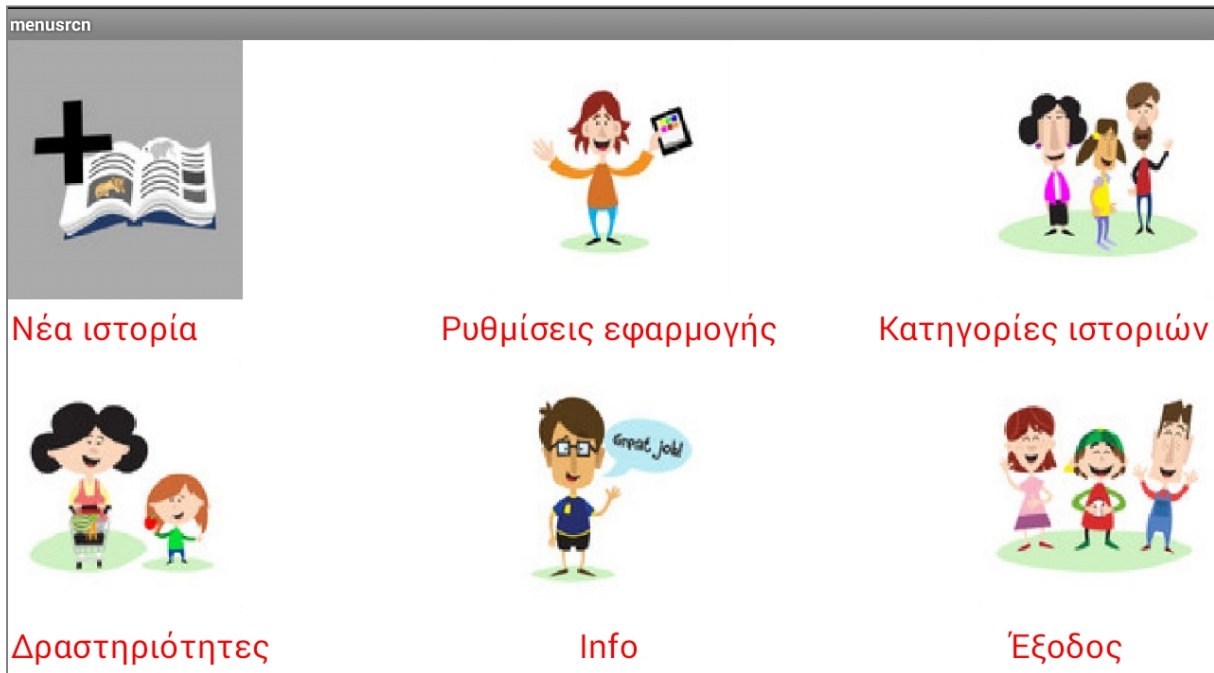 menusrcn
Νέα ιστορία
Ρυθμίσεις εφαρμογής
Κατηγορίες ιστοριών
Great job!
Δραστηριότητες
Info
Έξοδος